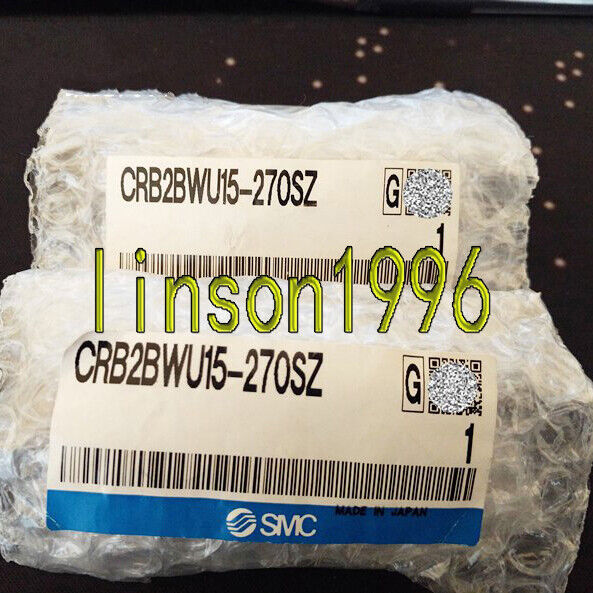 CRB2BWU15-270SZ
G
1
linson1996
CRB2BWU15-270SZ
G
1
MADE IN JAPAN
SMC